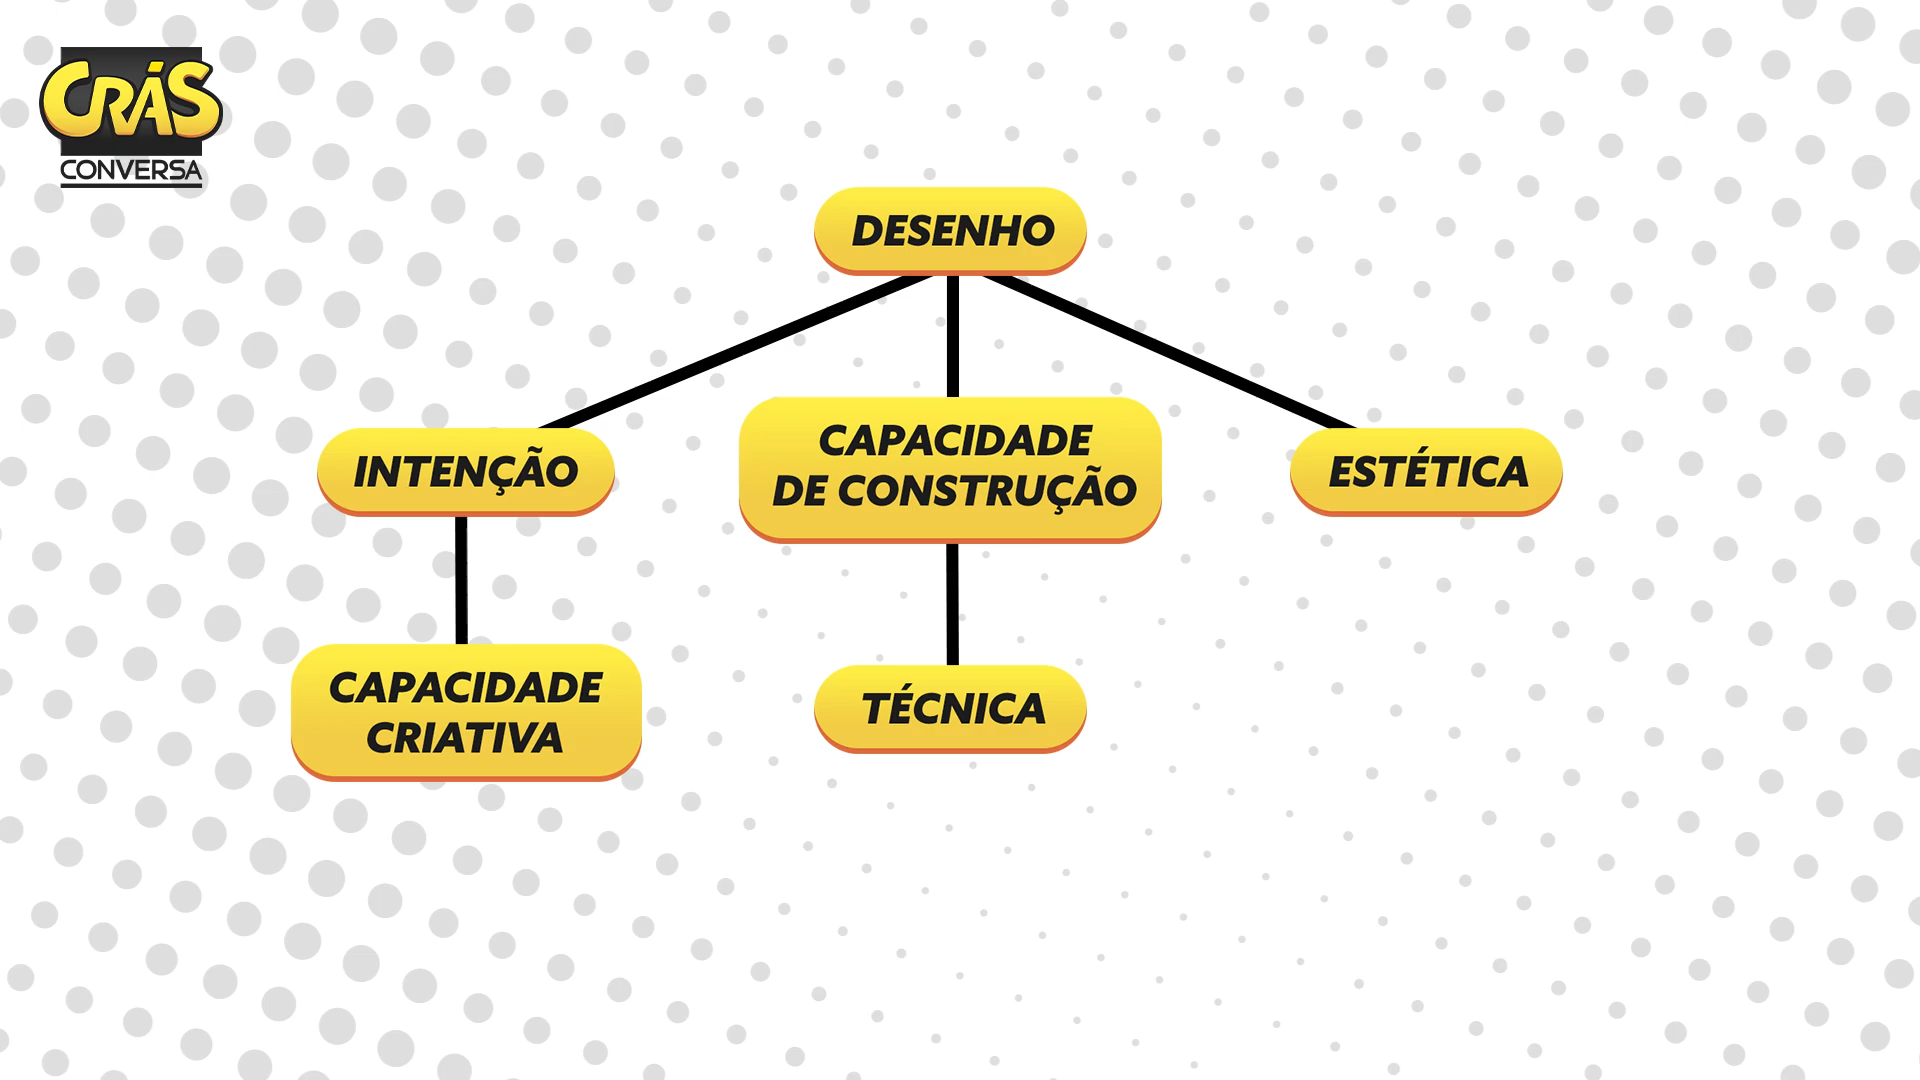 CRÁS
CONVERSA
DESENHO
INTENÇÃO
CAPACIDADE
DE CONSTRUÇÃO
ESTÉTICA
CAPACIDADE
CRIATIVA
TÉCNICA